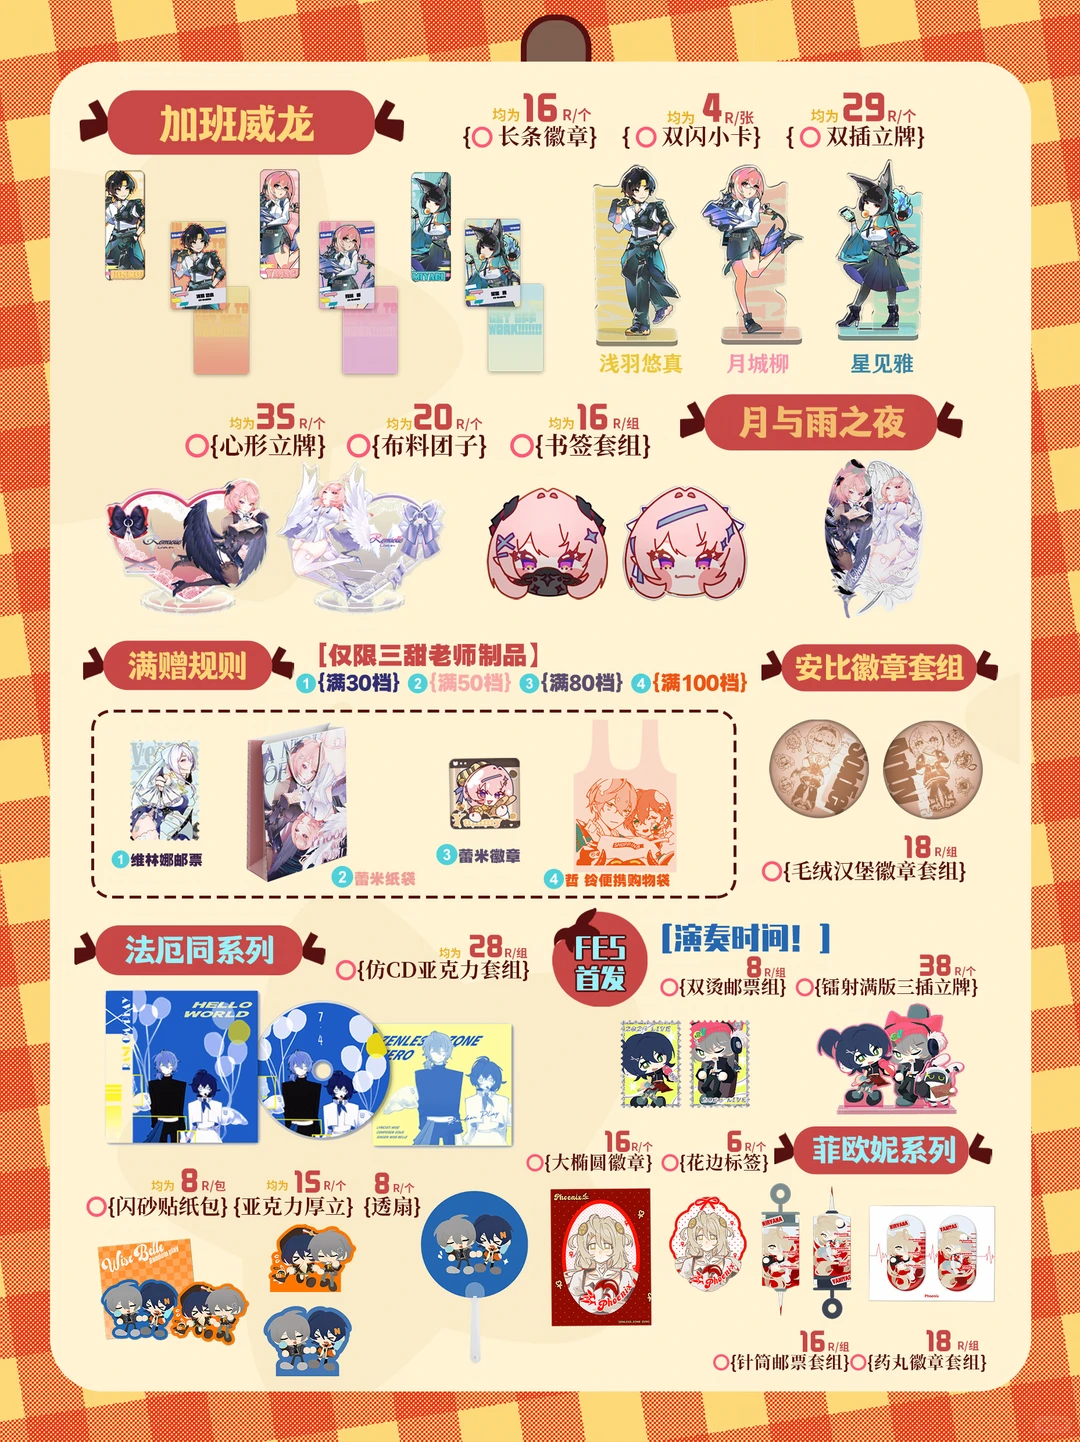 加班威龙
均为16R/个
{长条徽章}
均为4R/张
{双闪小卡}
均为29R/个
{双插立牌}
浅羽悠真
月城柳
星见雅
均为35R/个
{心形立牌}
均为20R/个
{布料团子}
均为16R/组
{书签套组}
月与雨之夜
满赠规则
[仅限三甜老师制品]
1{满30档} 2{满50档} 3{满80档} 4{满100档}
1维林娜邮票
2蕾米纸袋
3蕾米徽章
4哲 铃便携购物袋
安比徽章套组
18R/组
{毛绒汉堡徽章套组}
法厄同系列
均为28R/组
{仿CD亚克力套组}
HELLO
WORLD
7.4
ZENLESS ZONE
ZERO
FES
首发
[演奏时间！]
8R/组
{双烫邮票组}
38R/个
{镭射满版三插立牌}
均为8R/包
{闪砂贴纸包}
均为15R/个
{亚克力厚立}
8R/个
{透扇}
Wise Belle
16R/个
{大椭圆徽章}
6R/个
{花边标签}
菲欧妮系列
Phoenix
Phoenix
Phoenix
NIRVANA
Phoenix
16R/组
{针筒邮票套组}
18R/组
{药丸徽章套组}